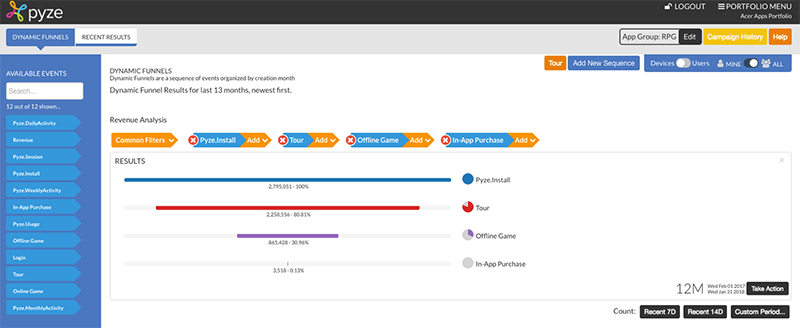 pyze
LOGOUT
PORTFOLIO MENU
Acer Apps Portfolio
DYNAMIC FUNNELS
RECENT RESULTS
App Group: RPG
Edit
Campaign History
Help
AVAILABLE EVENTS
Search...
12 out of 12 shown...
Pyze.DailyActivity
Revenue
Pyze.Session
Pyze.Install
Pyze.WeeklyActivity
In-App Purchase
Pyze.Usage
Offline Game
Login
Tour
Online Game
Pyze.MonthlyActivity
DYNAMIC FUNNELS
Dynamic Funnels are a sequence of events organized by creation month
Dynamic Funnel Results for last 13 months, newest first.
Tour
Add New Sequence
Devices
Users
MINE
ALL
Revenue Analysis
Common Filters
Pyze.Install
Add
Tour
Add
Offline Game
Add
In-App Purchase
Add
RESULTS
2,795,051 - 100%
Pyze.Install
2,258,556 - 80.81%
Tour
865,428 - 30.96%
Offline Game
3,518 - 0.13%
In-App Purchase
12M
Wed Feb 01 2017
Wed Jan 31 2018
Take Action
Count:
Recent 7D
Recent 14D
Custom Period...